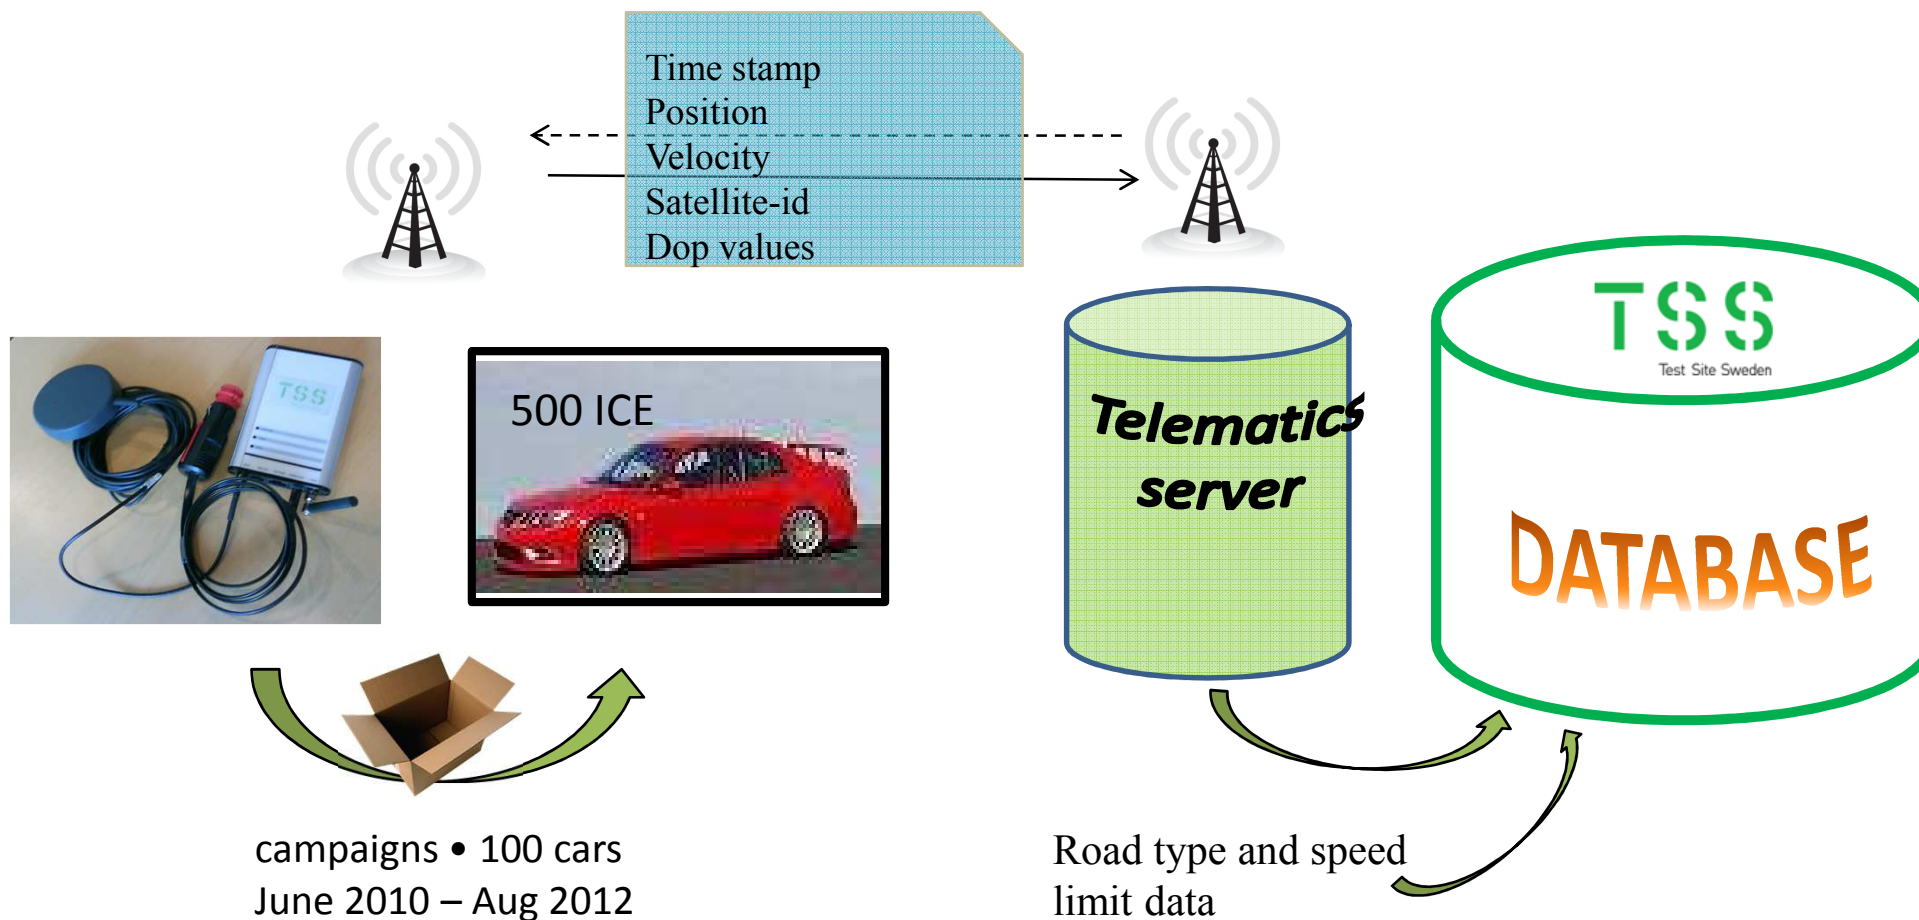 Time stamp
Position
Velocity
Satellite-id
Dop values
TSS
Test Site Sweden
TSS
500 ICE
Telematics
server
DATABASE
campaigns • 100 cars
June 2010 – Aug 2012
Road type and speed
limit data